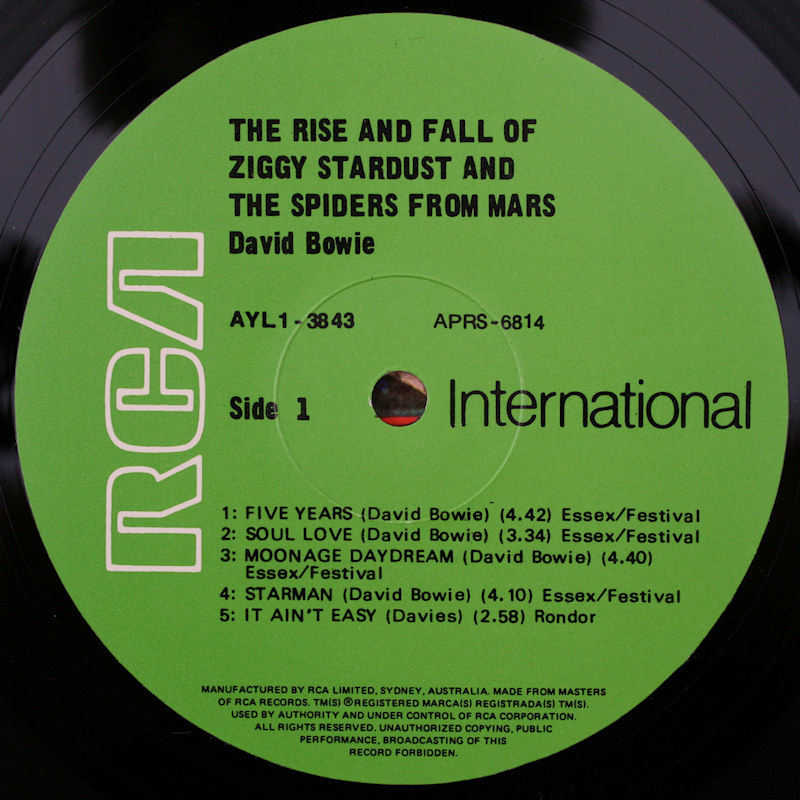 THE RISE AND FALL OF
ZIGGY STARDUST AND
THE SPIDERS FROM MARS
David Bowie
RCA
AYL1-3843 APRS-6814
Side 1 International
1: FIVE YEARS (David Bowie) (4.42) Essex/Festival
2: SOUL LOVE (David Bowie) (3.34) Essex/Festival
3: MOONAGE DAYDREAM (David Bowie) (4.40)
Essex/Festival
4: STARMAN (David Bowie) (4.10) Essex/Festival
5: IT AIN'T EASY (Davies) (2.58) Rondor
MANUFACTURED BY RCA LIMITED, SYDNEY, AUSTRALIA. MADE FROM MASTERS
OF RCA RECORDS. TM(S) ® REGISTERED MARCA(S) REGISTRADA(S) TM(S).
USED BY AUTHORITY AND UNDER CONTROL OF RCA CORPORATION.
ALL RIGHTS RESERVED. UNAUTHORIZED COPYING, PUBLIC
PERFORMANCE, BROADCASTING OF THIS
RECORD FORBIDDEN.